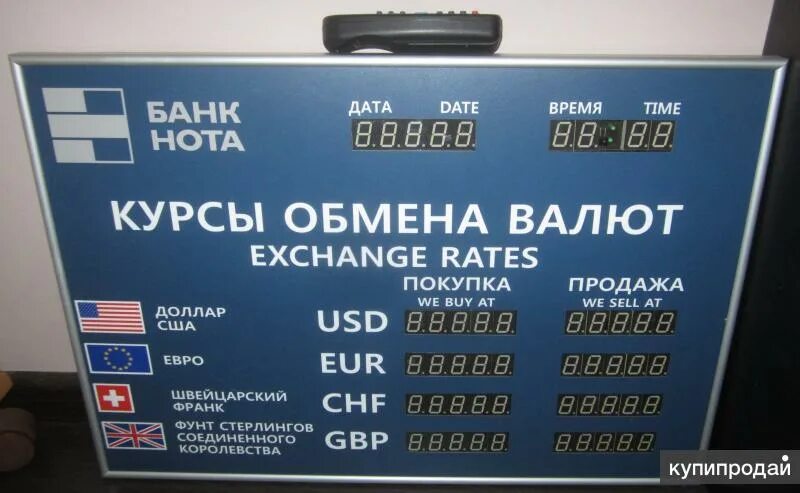 БАНК
НОТА
ДАТА DATE
ВРЕМЯ TIME
КУРСЫ ОБМЕНА ВАЛЮТ
EXCHANGE RATES
ПОКУПКА ПРОДАЖА
WE BUY AT WE SELL AT
ДОЛЛАР
США
USD
ЕВРО
EUR
ШВЕЙЦАРСКИЙ
ФРАНК
CHF
ФУНТ СТЕРЛИНГОВ
СОЕДИНЕННОГО
КОРОЛЕВСТВА
GBP
купипродай